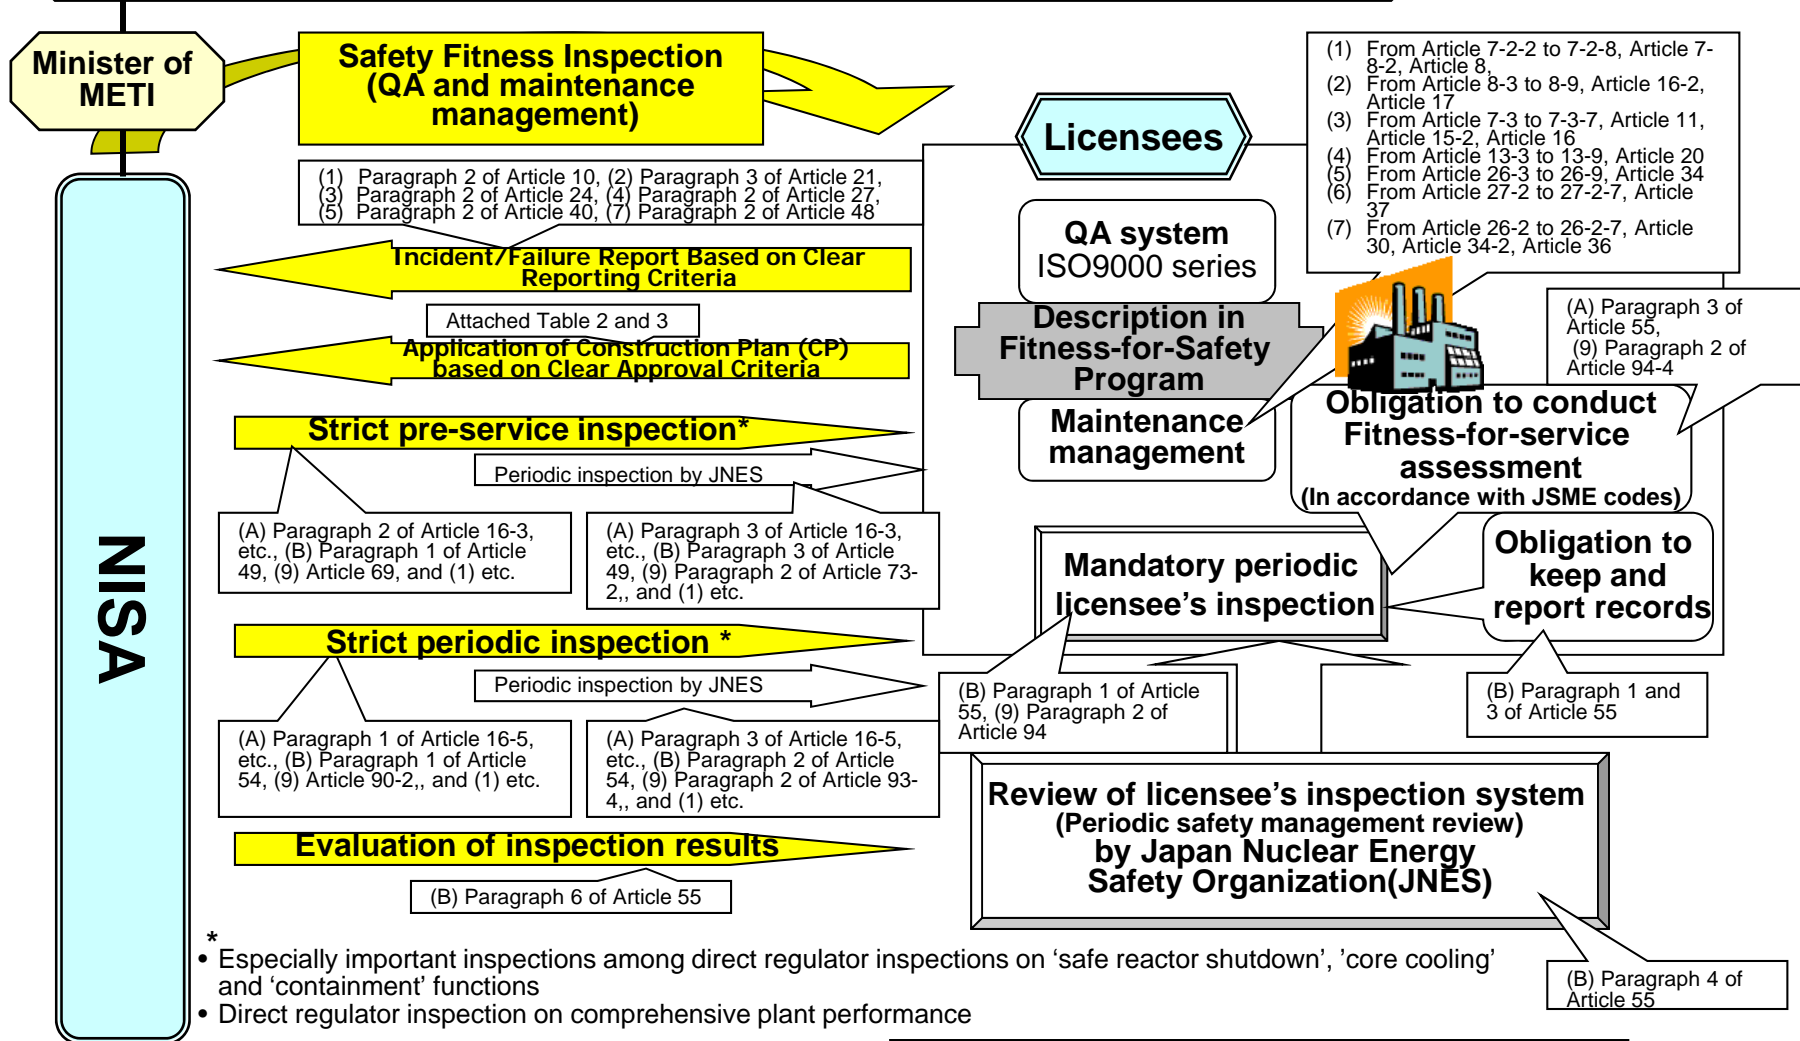 Minister of
METI
Safety Fitness Inspection
(QA and maintenance
management)
(1) From Article 7-2-2 to 7-2-8, Article 7-
8-2, Article 8,
(2) From Article 8-3 to 8-9, Article 16-2,
Article 17
(3) From Article 7-3 to 7-3-7, Article 11,
Article 15-2, Article 16
(4) From Article 13-3 to 13-9, Article 20
(5) From Article 26-3 to 26-9, Article 34
(6) From Article 27-2 to 27-2-7, Article
37
(7) From Article 26-2 to 26-2-7, Article
30, Article 34-2, Article 36
Licensees
(1) Paragraph 2 of Article 10, (2) Paragraph 3 of Article 21,
(3) Paragraph 2 of Article 24, (4) Paragraph 2 of Article 27,
(5) Paragraph 2 of Article 40, (7) Paragraph 2 of Article 48
QA system
ISO9000 series
Incident/Failure Report Based on Clear
Reporting Criteria
Attached Table 2 and 3
Application of Construction Plan (CP)
based on Clear Approval Criteria
Description in
Fitness-for-Safety
Program
(A) Paragraph 3 of
Article 55,
(9) Paragraph 2 of
Article 94-4
Maintenance
management
Obligation to conduct
Fitness-for-service
assessment
(In accordance with JSME codes)
Strict pre-service inspection*
Periodic inspection by JNES
NISA
(A) Paragraph 2 of Article 16-3,
etc., (B) Paragraph 1 of Article
49, (9) Article 69, and (1) etc.
(A) Paragraph 3 of Article 16-3,
etc., (B) Paragraph 3 of Article
49, (9) Paragraph 2 of Article 73-
2,, and (1) etc.
Mandatory periodic
licensee's inspection
Obligation to
keep and
report records
Strict periodic inspection *
Periodic inspection by JNES
(B) Paragraph 1 of Article
55, (9) Paragraph 2 of
Article 94
(B) Paragraph 1 and
3 of Article 55
(A) Paragraph 1 of Article 16-5,
etc., (B) Paragraph 1 of Article
54, (9) Article 90-2,, and (1) etc.
(A) Paragraph 3 of Article 16-5,
etc., (B) Paragraph 2 of Article
54, (9) Paragraph 2 of Article 93-
4,, and (1) etc.
Review of licensee's inspection system
(Periodic safety management review)
by Japan Nuclear Energy
Safety Organization(JNES)
Evaluation of inspection results
(B) Paragraph 6 of Article 55
(B) Paragraph 4 of
Article 55
*
• Especially important inspections among direct regulator inspections on ‘safe reactor shutdown’, ’core cooling’
and ‘containment’ functions
• Direct regulator inspection on comprehensive plant performance